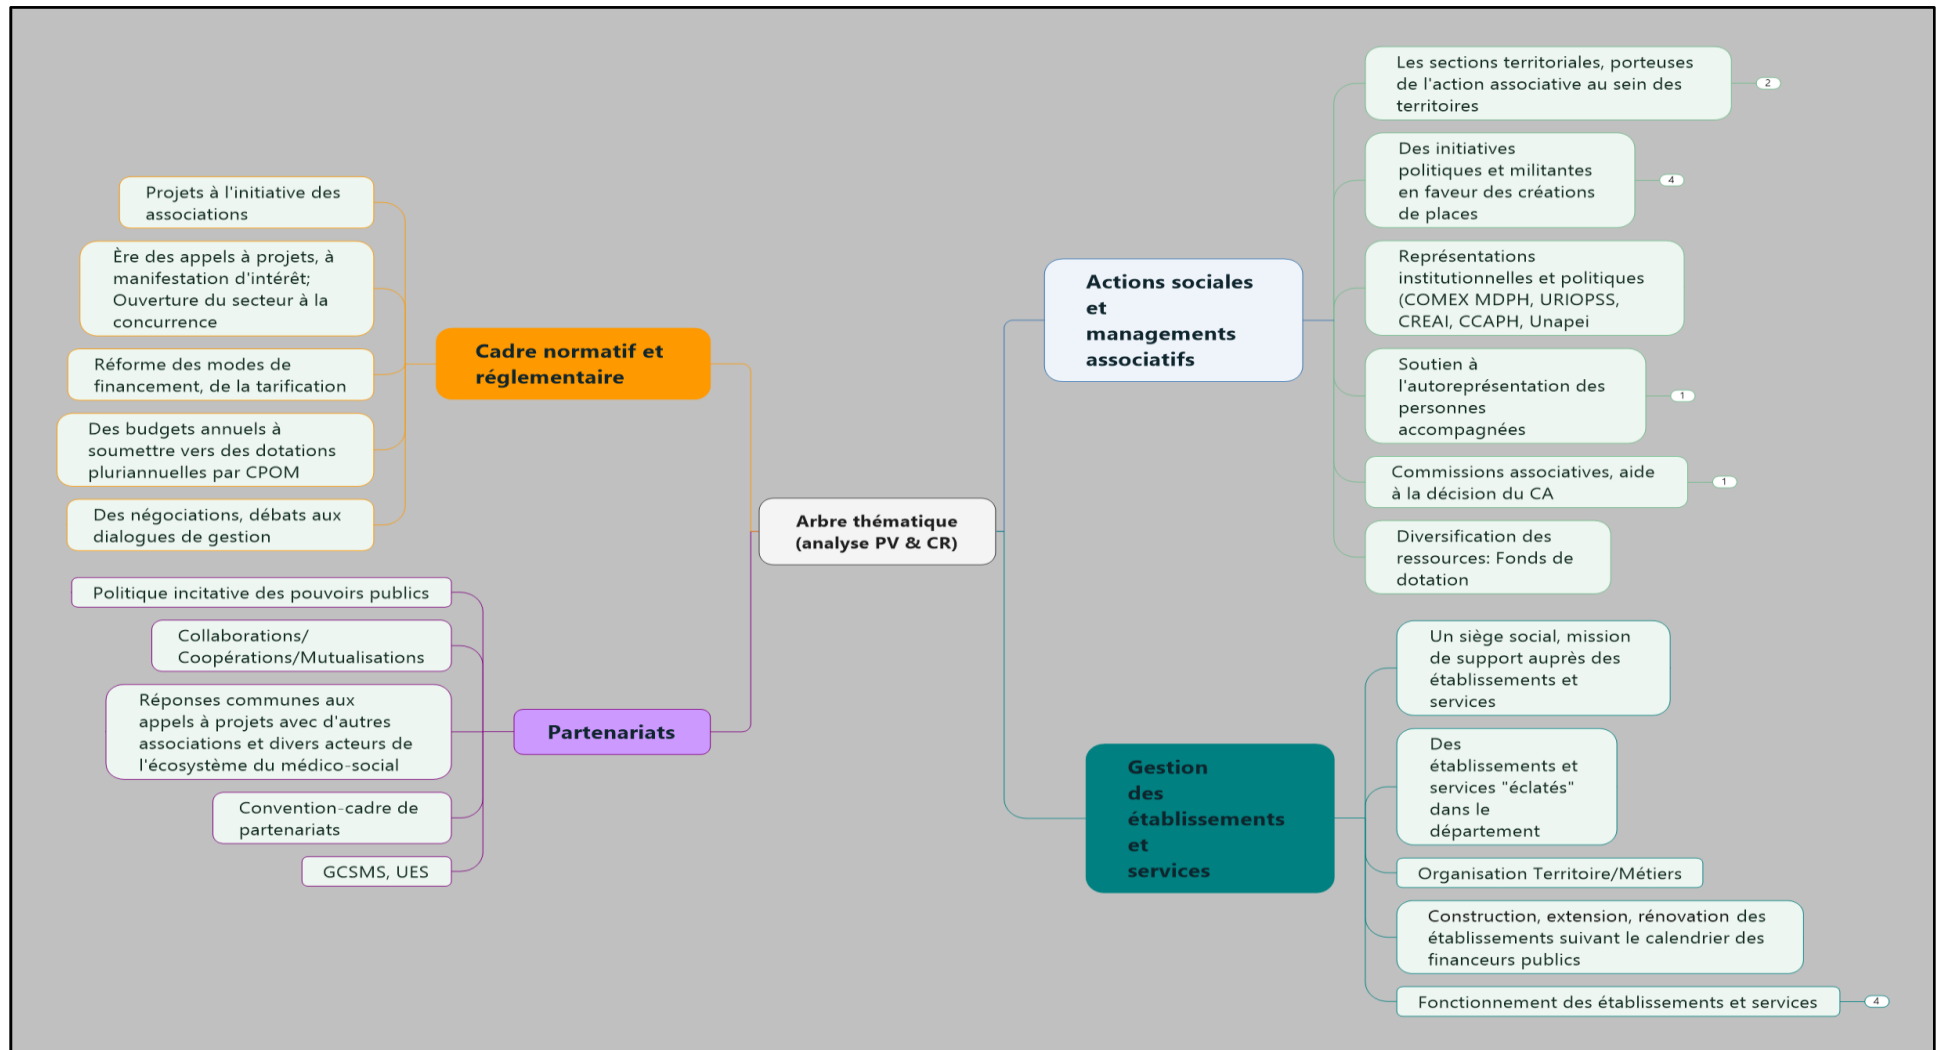 Arbre thématique
(analyse PV & CR)
Cadre normatif et
réglementaire
Projets à l'initiative des
associations
Ère des appels à projets, à
manifestation d'intérêt;
Ouverture du secteur à la
concurrence
Réforme des modes de
financement, de la tarification
Des budgets annuels à
soumettre vers des dotations
pluriannuelles par CPOM
Des négociations, débats aux
dialogues de gestion
Partenariats
Politique incitative des pouvoirs publics
Collaborations/
Coopérations/Mutualisations
Réponses communes aux
appels à projets avec d'autres
associations et divers acteurs de
l'écosystème du médico-social
Convention-cadre de
partenariats
GCSMS, UES
Actions sociales
et
managements
associatifs
Les sections territoriales, porteuses
de l'action associative au sein des
territoires
2
Des initiatives
politiques et militantes
en faveur des créations
de places
4
Représentations
institutionnelles et politiques
(COMEX MDPH, URIOPSS,
CREAI, CCAPH, Unapei
Soutien à
l'autoreprésentation des
personnes
accompagnées
1
Commissions associatives, aide
à la décision du CA
1
Diversification des
ressources: Fonds de
dotation
Gestion
des
établissements
et
services
Un siège social, mission
de support auprès des
établissements et
services
Des
établissements et
services "éclatés"
dans le
département
Organisation Territoire/Métiers
Construction, extension, rénovation des
établissements suivant le calendrier des
financeurs publics
Fonctionnement des établissements et services
4